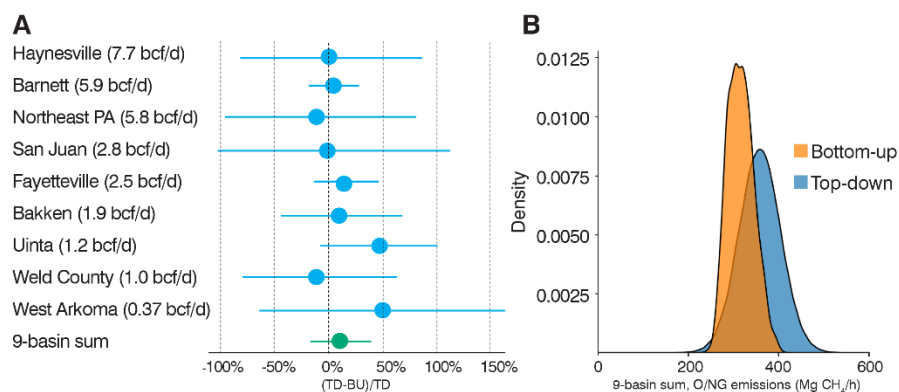 A
Haynesville (7.7 bcf/d)
Barnett (5.9 bcf/d)
Northeast PA (5.8 bcf/d)
San Juan (2.8 bcf/d)
Fayetteville (2.5 bcf/d)
Bakken (1.9 bcf/d)
Uinta (1.2 bcf/d)
Weld County (1.0 bcf/d)
West Arkoma (0.37 bcf/d)
9-basin sum
-100% -50% 0% 50% 100% 150%
(TD-BU)/TD
B
0.0125
0.0100
0.0075
0.0050
0.0025
Density
Bottom-up
Top-down
0 200 400 600
9-basin sum, O/NG emissions (Mg CH4/h)